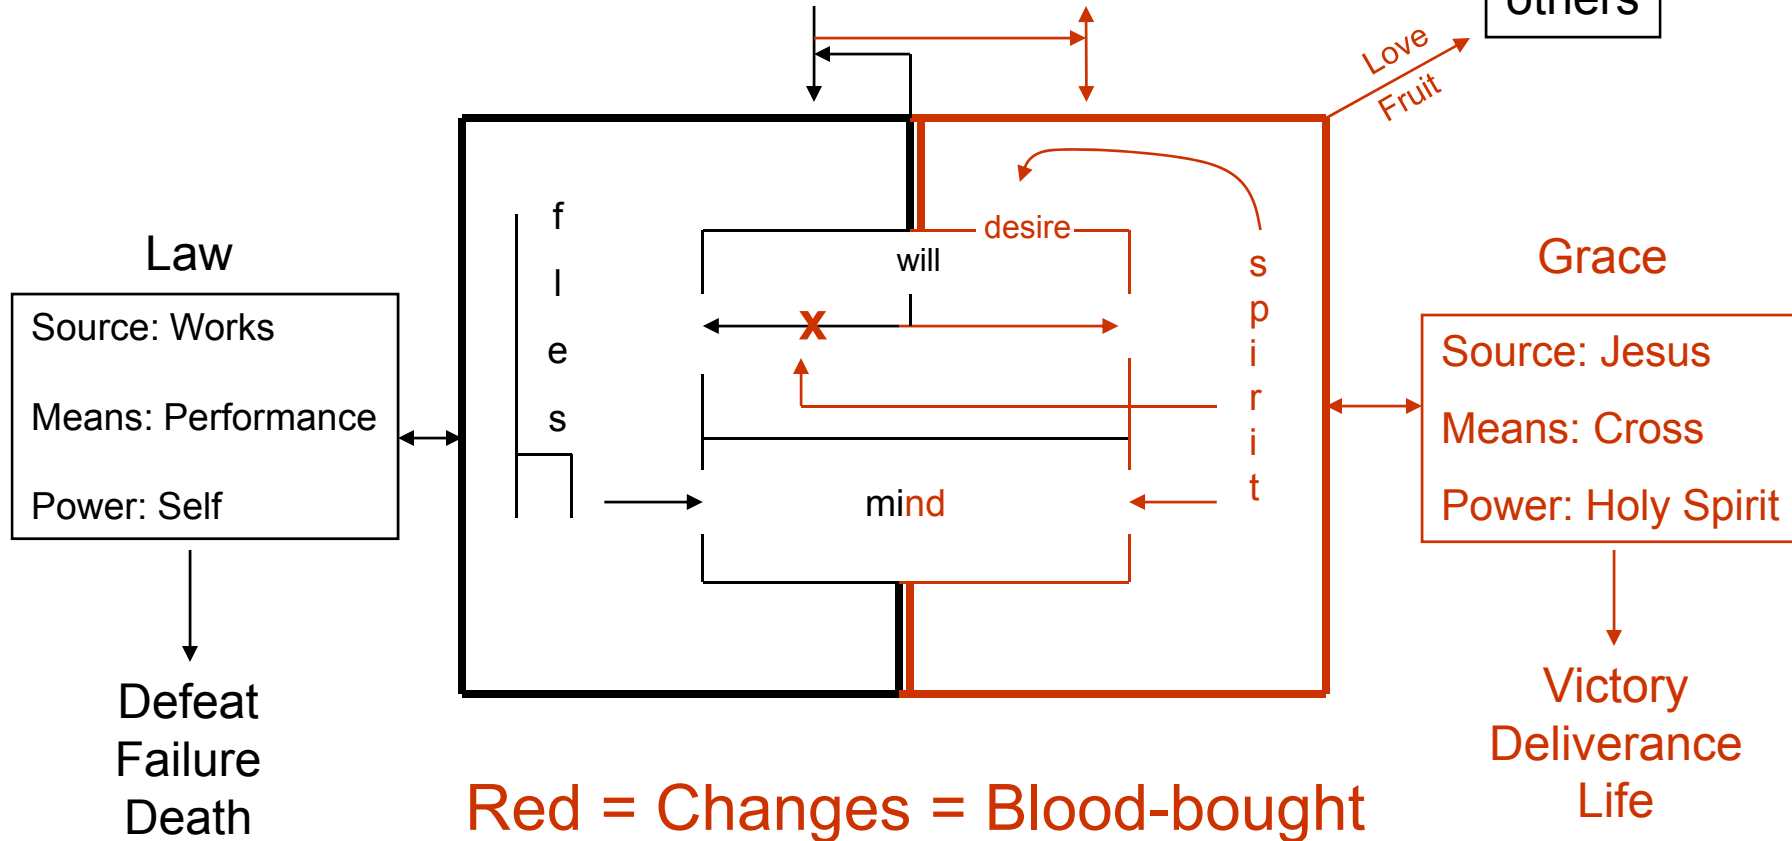 others
Love
Fruit
Law
Source: Works
Means: Performance
Power: Self
Defeat
Failure
Death
f
l
e
s
desire
will
x
mind
s
p
i
r
i
t
Grace
Source: Jesus
Means: Cross
Power: Holy Spirit
Victory
Deliverance
Life
Red = Changes = Blood-bought